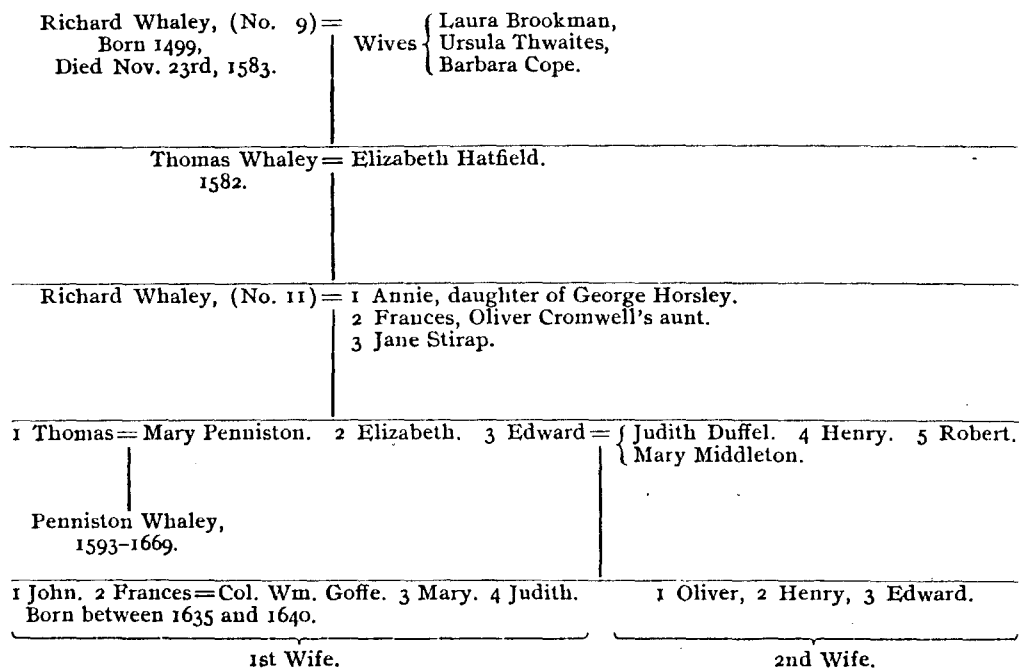 Richard Whaley, (No. 9) = Wives { Laura Brookman,
Born 1499, Ursula Thwaites,
Died Nov. 23rd, 1583. Barbara Cope.
Thomas Whaley = Elizabeth Hatfield.
1582.
Richard Whaley, (No. 11) = 1 Annie, daughter of George Horsley.
2 Frances, Oliver Cromwell's aunt.
3 Jane Stirap.
1 Thomas = Mary Penniston. 2 Elizabeth. 3 Edward = { Judith Duffel. 4 Henry. 5 Robert.
Mary Middleton.
Penniston Whaley,
1593–1669.
1 John. 2 Frances = Col. Wm. Goffe. 3 Mary. 4 Judith. 1 Oliver, 2 Henry, 3 Edward.
Born between 1635 and 1640.
1st Wife. 2nd Wife.